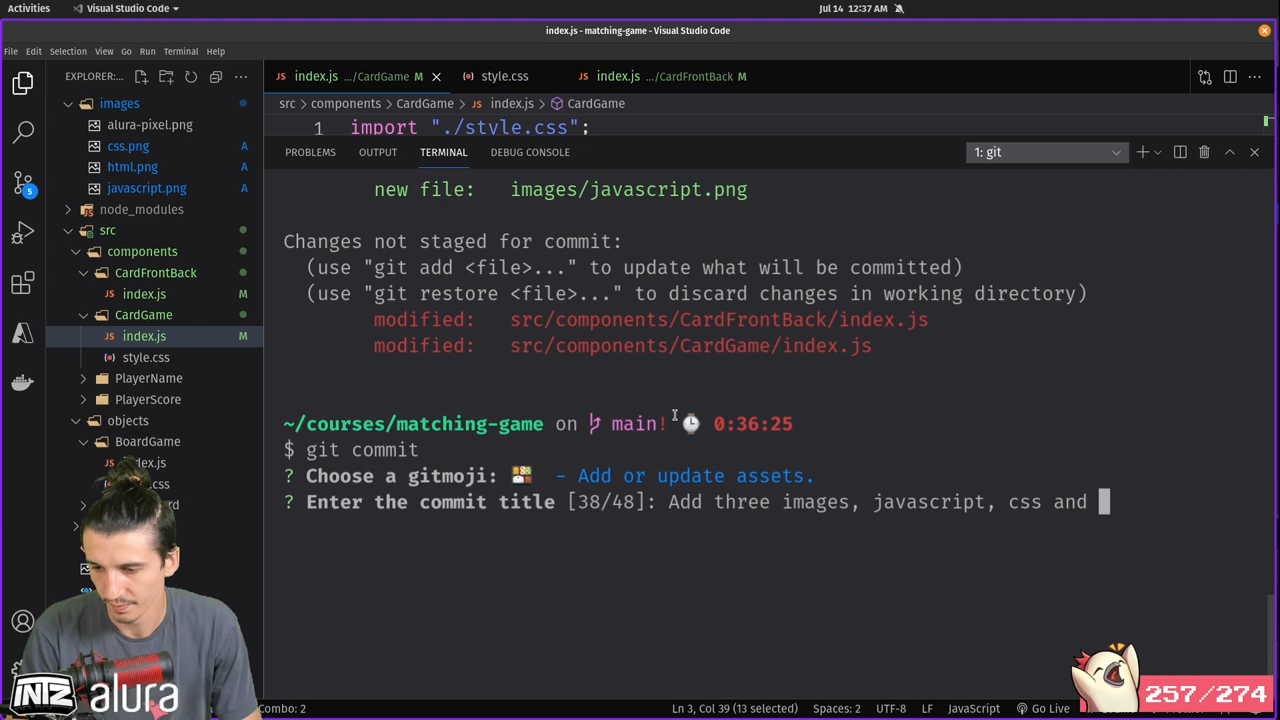 Activities
Visual Studio Code
Jul 14 12:37 AM
index.js - matching-game - Visual Studio Code
File Edit Selection View Go Run Terminal Help
EXPLORER:...
index.js .../CardGame M
style.css
index.js .../CardFrontBack M
src > components > CardGame > JS index.js > CardGame
1 import "./style.css";
PROBLEMS OUTPUT TERMINAL DEBUG CONSOLE
1: git
images
alura-pixel.png
css.png A
html.png A
javascript.png A
node_modules
src
components
CardFrontBack
JS index.js M
CardGame
JS index.js M
style.css
PlayerName
PlayerScore
objects
BoardGame
index.js
5
new file: images/javascript.png
Changes not staged for commit:
(use "git add <file>..." to update what will be committed)
(use "git restore <file>..." to discard changes in working directory)
modified: src/components/CardFrontBack/index.js
modified: src/components/CardGame/index.js
~/courses/matching-game on main! 0:36:25
$ git commit
? Choose a gitmoji: - Add or update assets.
? Enter the commit title [38/48]: Add three images, javascript, css and
INTZ alura
257/274
Combo: 2
Ln 3, Col 39 (13 selected) Spaces: 2 UTF-8 LF JavaScript Go Live